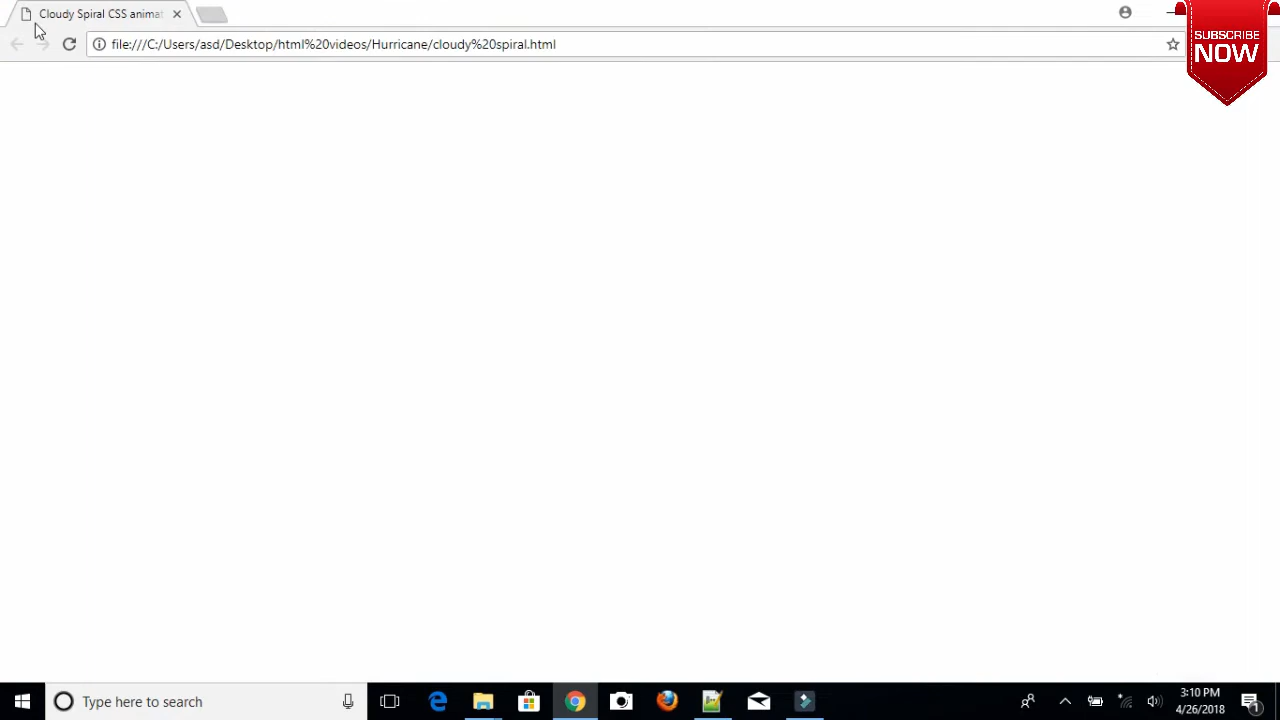 Cloudy Spiral CSS animat
file:///C:/Users/asd/Desktop/html%20videos/Hurricane/cloudy%20spiral.html
SUBSCRIBE
NOW
Type here to search
3:10 PM
4/26/2018
1